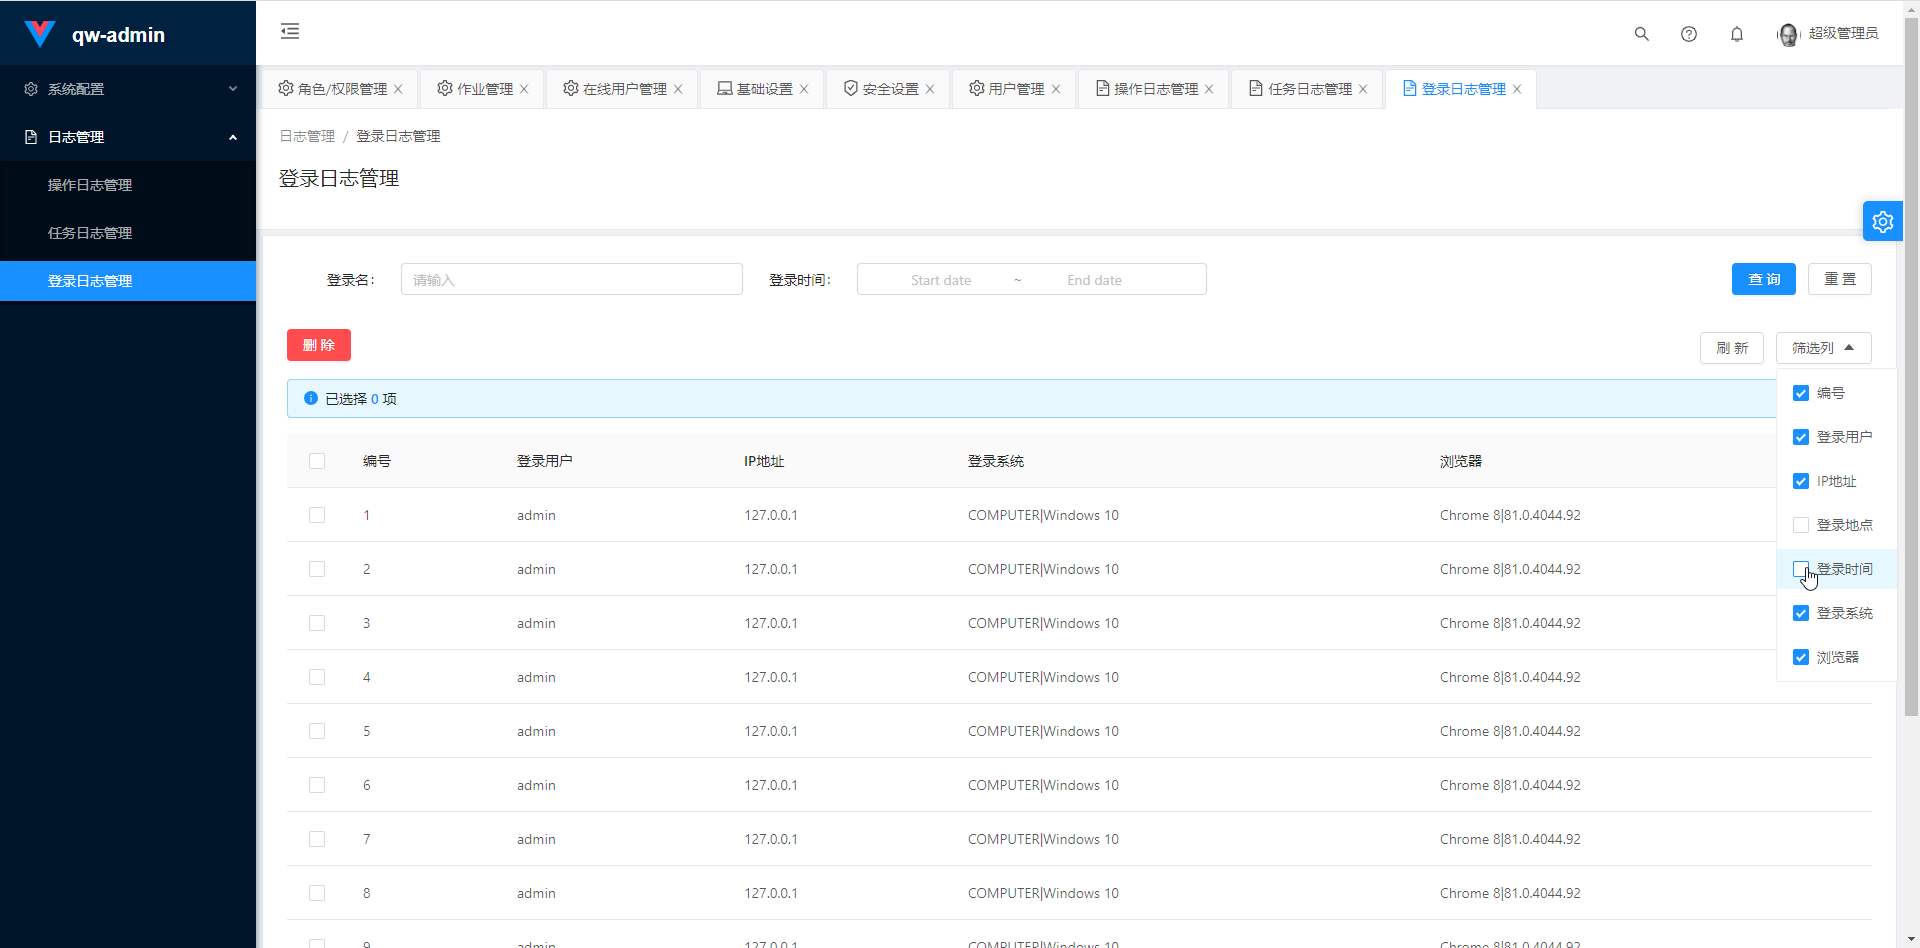 qw-admin
超级管理员
系统配置
日志管理
操作日志管理
任务日志管理
登录日志管理
角色/权限管理 作业管理 在线用户管理 基础设置 安全设置 用户管理 操作日志管理 任务日志管理 登录日志管理
日志管理 / 登录日志管理
登录日志管理
登录名: 请输入 登录时间: Start date ~ End date 查 询 重 置
删 除 刷 新 筛选列
已选择 0 项
编号 登录用户 IP地址 登录系统 浏览器
1 admin 127.0.0.1 COMPUTER|Windows 10 Chrome 8|81.0.4044.92
2 admin 127.0.0.1 COMPUTER|Windows 10 Chrome 8|81.0.4044.92
3 admin 127.0.0.1 COMPUTER|Windows 10 Chrome 8|81.0.4044.92
4 admin 127.0.0.1 COMPUTER|Windows 10 Chrome 8|81.0.4044.92
5 admin 127.0.0.1 COMPUTER|Windows 10 Chrome 8|81.0.4044.92
6 admin 127.0.0.1 COMPUTER|Windows 10 Chrome 8|81.0.4044.92
7 admin 127.0.0.1 COMPUTER|Windows 10 Chrome 8|81.0.4044.92
8 admin 127.0.0.1 COMPUTER|Windows 10 Chrome 8|81.0.4044.92
9 admin 127.0.0.1 COMPUTER|Windows 10 Chrome 8|81.0.4044.92
编号
登录用户
IP地址
登录地点
登录时间
登录系统
浏览器